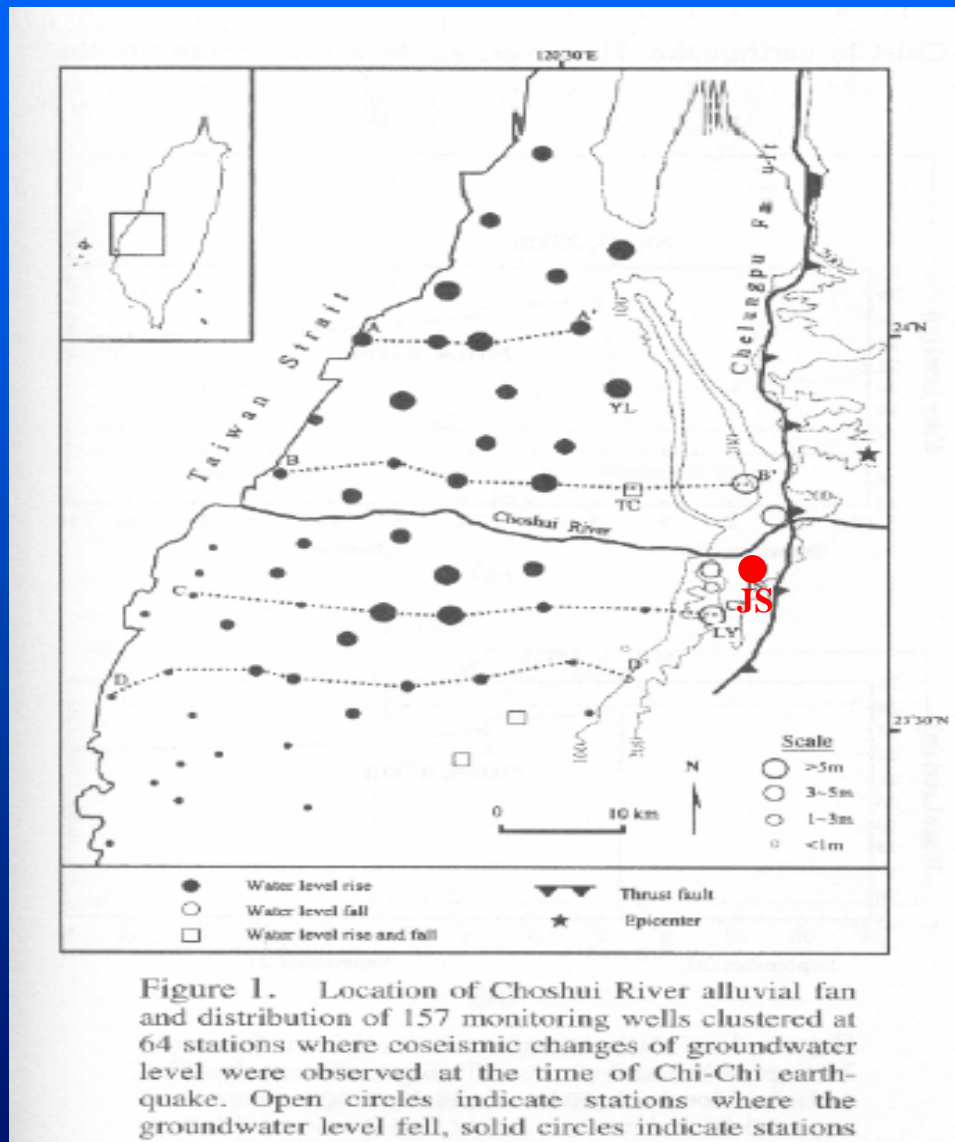 120°30'E
Taiwan Strait
Chelungpu Fault
24°N
A
A'
100
YL
B
B'
TC
Choshui River
C
JS
LY
D
D'
23°30'N
100
Scale
>5m
3~5m
1~3m
<1m
N
0 10 km
Water level rise
Water level fall
Water level rise and fall
Thrust fault
Epicenter
Figure 1. Location of Choshui River alluvial fan
and distribution of 157 monitoring wells clustered at
64 stations where coseismic changes of groundwater
level were observed at the time of Chi-Chi earth-
quake. Open circles indicate stations where the
groundwater level fell, solid circles indicate stations